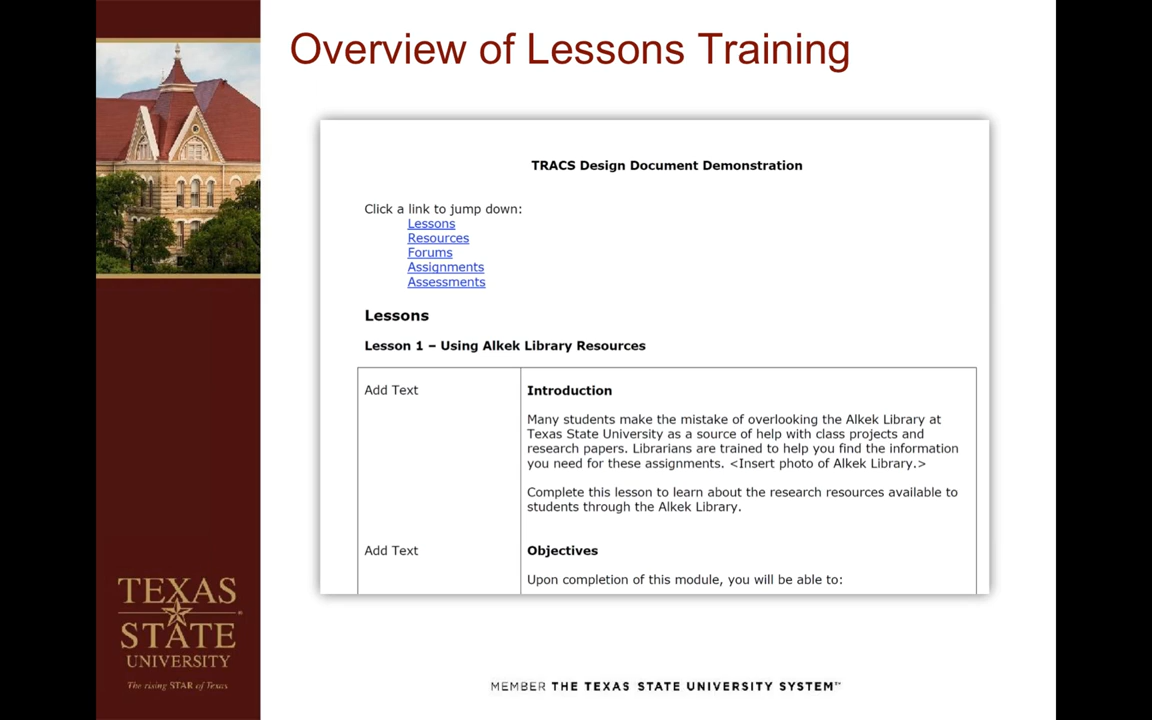 Overview of Lessons Training
TRACS Design Document Demonstration
Click a link to jump down:
Lessons
Resources
Forums
Assignments
Assessments
Lessons
Lesson 1 – Using Alkek Library Resources
Add Text
Introduction
Many students make the mistake of overlooking the Alkek Library at
Texas State University as a source of help with class projects and
research papers. Librarians are trained to help you find the information
you need for these assignments. <Insert photo of Alkek Library.>
Complete this lesson to learn about the research resources available to
students through the Alkek Library.
Add Text
Objectives
Upon completion of this module, you will be able to:
TEXAS
STATE
®
UNIVERSITY
The rising STAR of Texas
MEMBER THE TEXAS STATE UNIVERSITY SYSTEM™